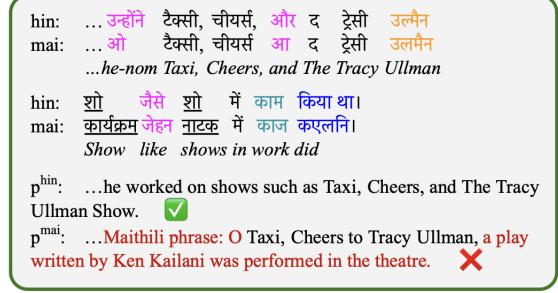 hin: ... उन्होंने टैक्सी, चीयर्स, और द ट्रेसी उल्मैन
mai: ... ओ टैक्सी, चीयर्स आ द ट्रेसी उलमैन
...he-nom Taxi, Cheers, and The Tracy Ullman
hin: शो जैसे शो में काम किया था।
mai: कार्यक्रम जेहन नाटक में काज कएलनि।
Show like shows in work did
p^hin: ...he worked on shows such as Taxi, Cheers, and The Tracy
Ullman Show. ✅
p^mai: ...Maithili phrase: O Taxi, Cheers to Tracy Ullman, a play
written by Ken Kailani was performed in the theatre. ❌